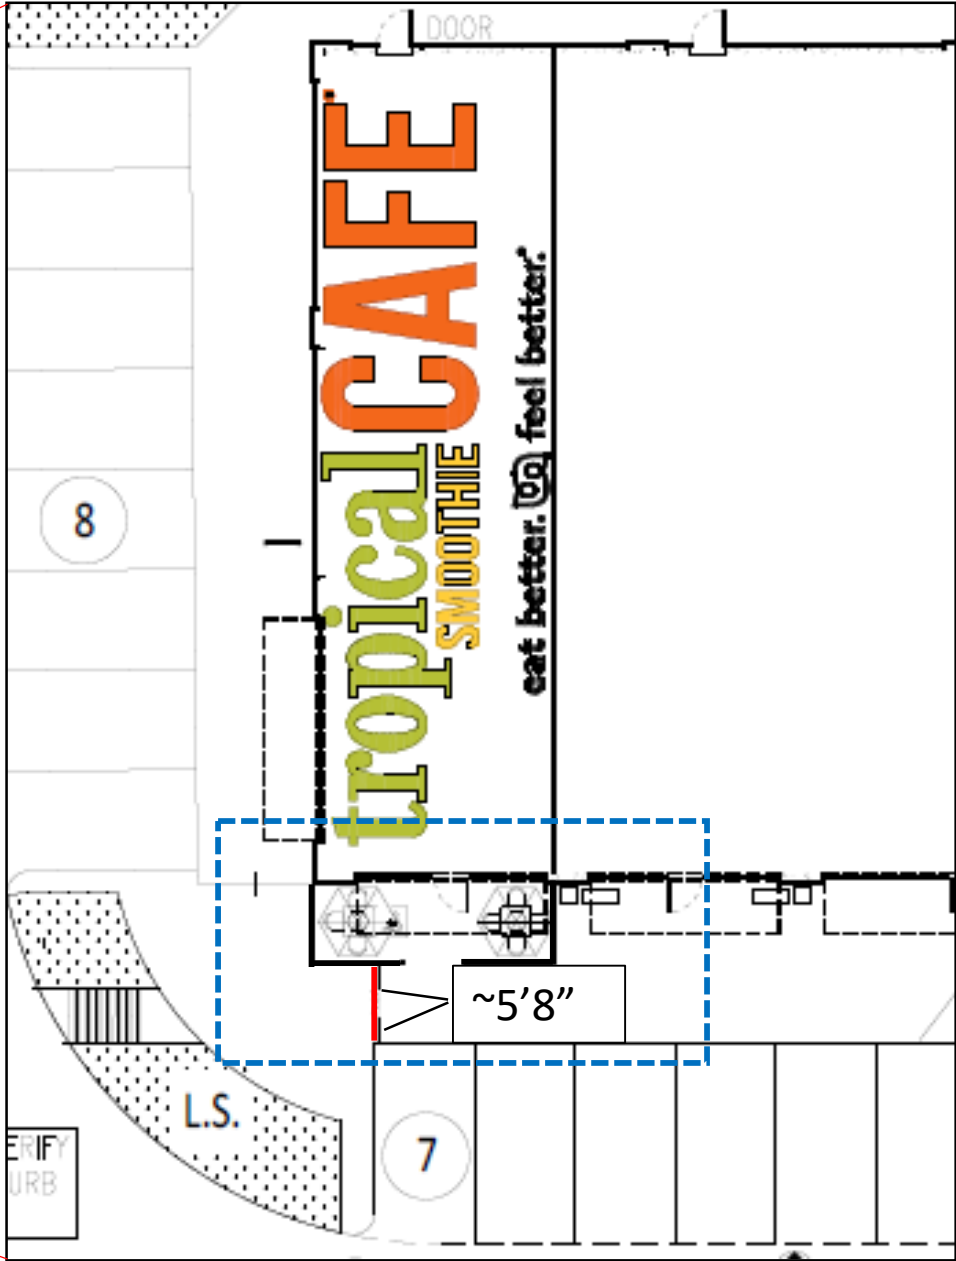 DOOR
tropical CAFE
SMOOTHIE
eat better. feel better.
8
~5’8”
L.S.
7
ERIFY
URB